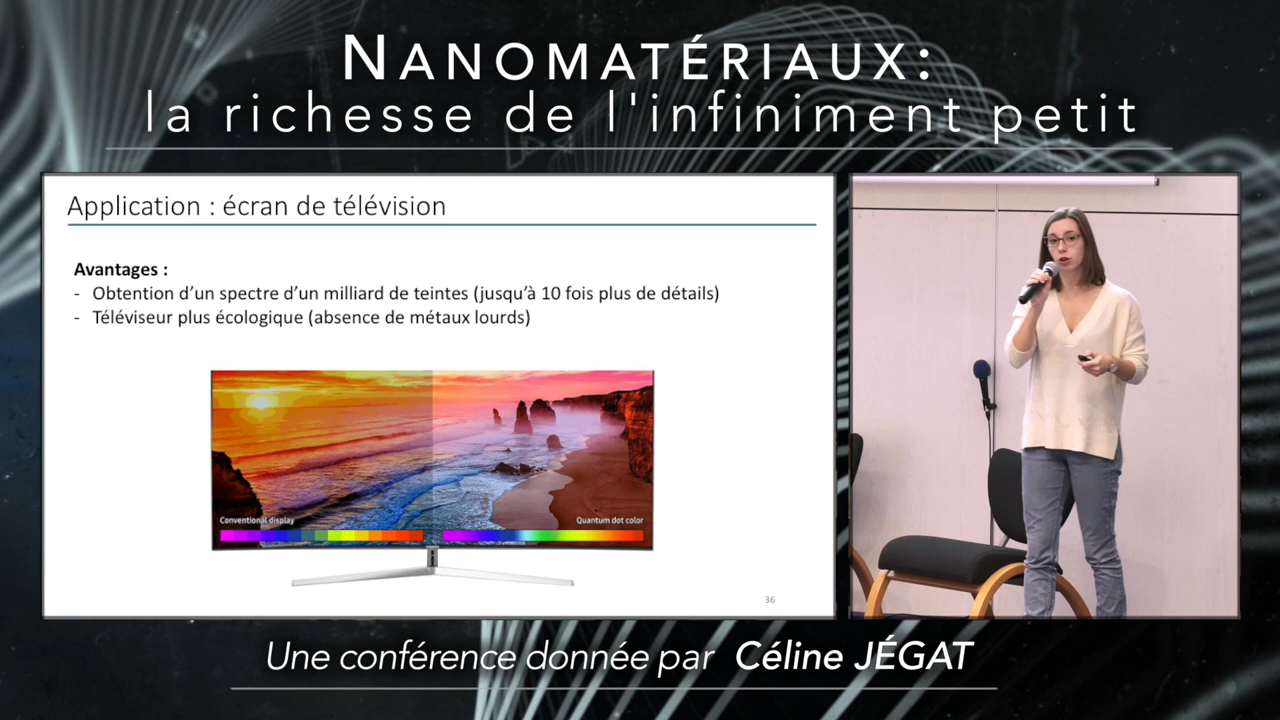 NANOMATÉRIAUX:
la richesse de l'infiniment petit
Application : écran de télévision
Avantages :
- Obtention d'un spectre d'un milliard de teintes (jusqu'à 10 fois plus de détails)
- Téléviseur plus écologique (absence de métaux lourds)
Conventional display
Quantum dot color
36
Une conférence donnée par Céline JÉGAT